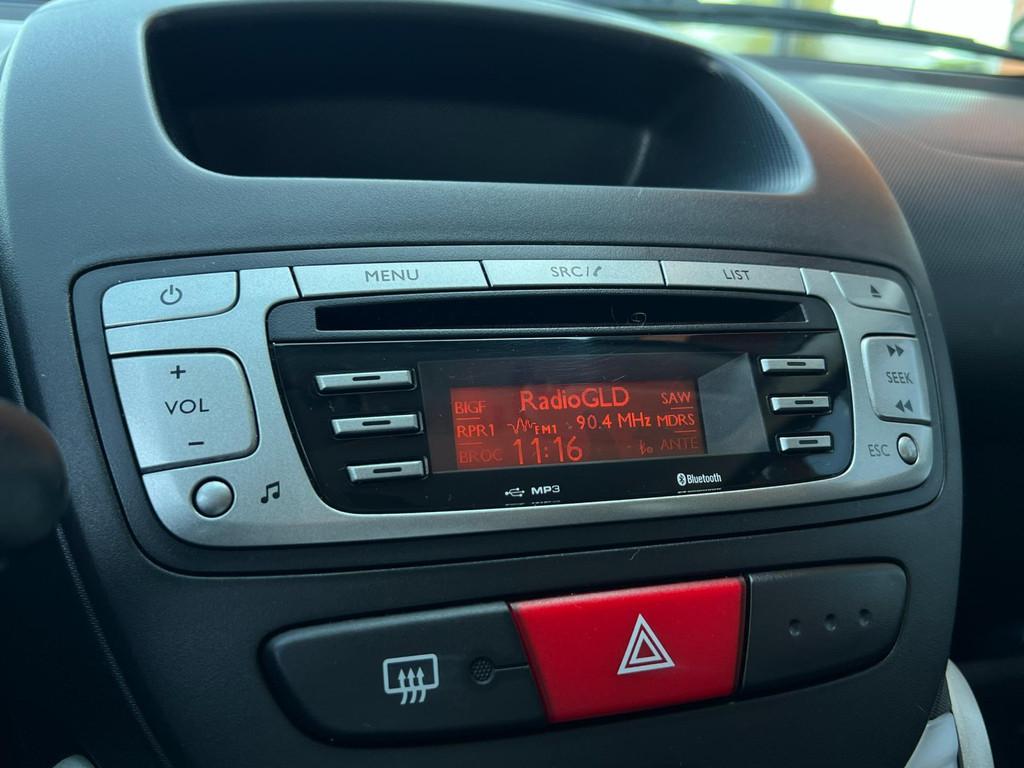 MENU
SRC/
LIST
+
VOL
−
SEEK
ESC
BIGF
RadioGLD
SAW
RPR1
FM1
90.4 MHz
MDRS
BROC
11:16
ANTE
MP3
Bluetooth